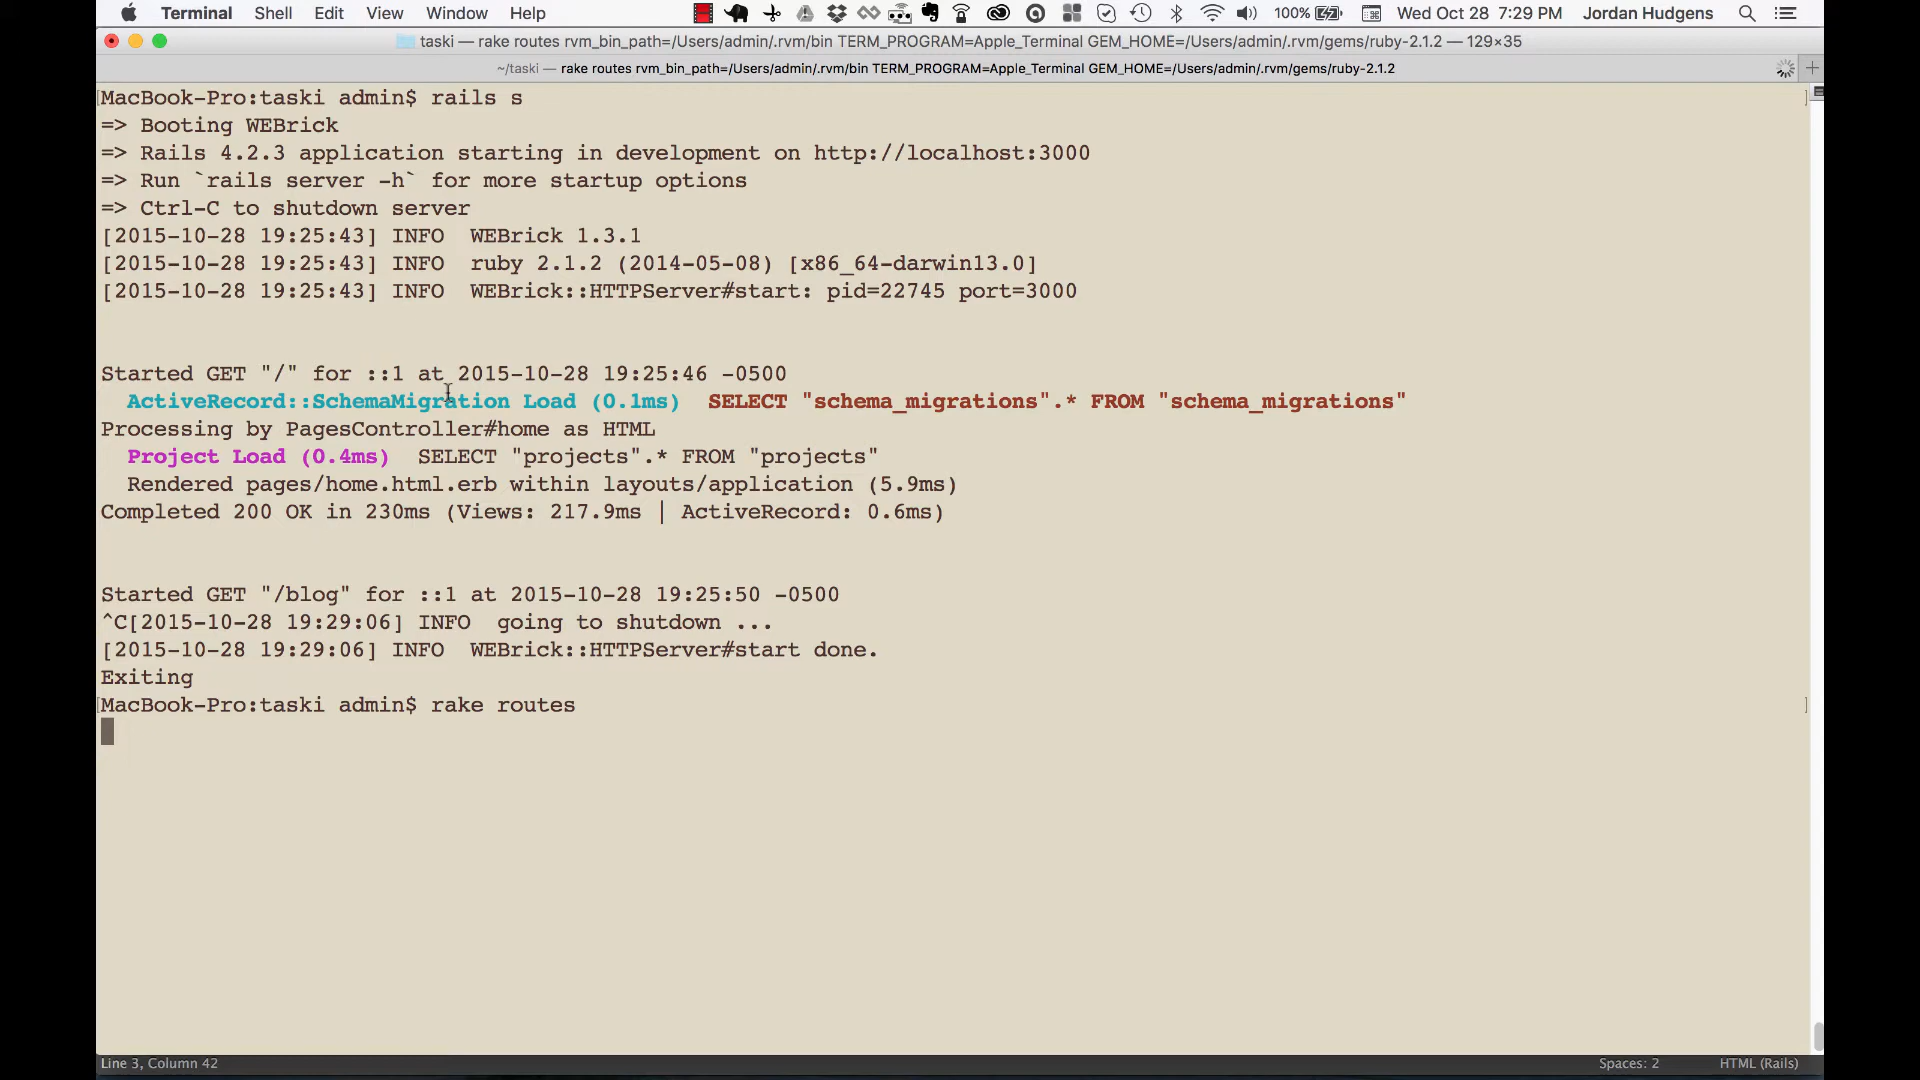 Terminal Shell Edit View Window Help 100% Wed Oct 28 7:29 PM Jordan Hudgens
taski — rake routes rvm_bin_path=/Users/admin/.rvm/bin TERM_PROGRAM=Apple_Terminal GEM_HOME=/Users/admin/.rvm/gems/ruby-2.1.2 — 129×35
~/taski — rake routes rvm_bin_path=/Users/admin/.rvm/bin TERM_PROGRAM=Apple_Terminal GEM_HOME=/Users/admin/.rvm/gems/ruby-2.1.2
MacBook-Pro:taski admin$ rails s
=> Booting WEBrick
=> Rails 4.2.3 application starting in development on http://localhost:3000
=> Run `rails server -h` for more startup options
=> Ctrl-C to shutdown server
[2015-10-28 19:25:43] INFO  WEBrick 1.3.1
[2015-10-28 19:25:43] INFO  ruby 2.1.2 (2014-05-08) [x86_64-darwin13.0]
[2015-10-28 19:25:43] INFO  WEBrick::HTTPServer#start: pid=22745 port=3000
Started GET "/" for ::1 at 2015-10-28 19:25:46 -0500
ActiveRecord::SchemaMigration Load (0.1ms)  SELECT "schema_migrations".* FROM "schema_migrations"
Processing by PagesController#home as HTML
Project Load (0.4ms)  SELECT "projects".* FROM "projects"
Rendered pages/home.html.erb within layouts/application (5.9ms)
Completed 200 OK in 230ms (Views: 217.9ms | ActiveRecord: 0.6ms)
Started GET "/blog" for ::1 at 2015-10-28 19:25:50 -0500
^C[2015-10-28 19:29:06] INFO  going to shutdown ...
[2015-10-28 19:29:06] INFO  WEBrick::HTTPServer#start done.
Exiting
MacBook-Pro:taski admin$ rake routes
Line 3, Column 42 Spaces: 2 HTML (Rails)